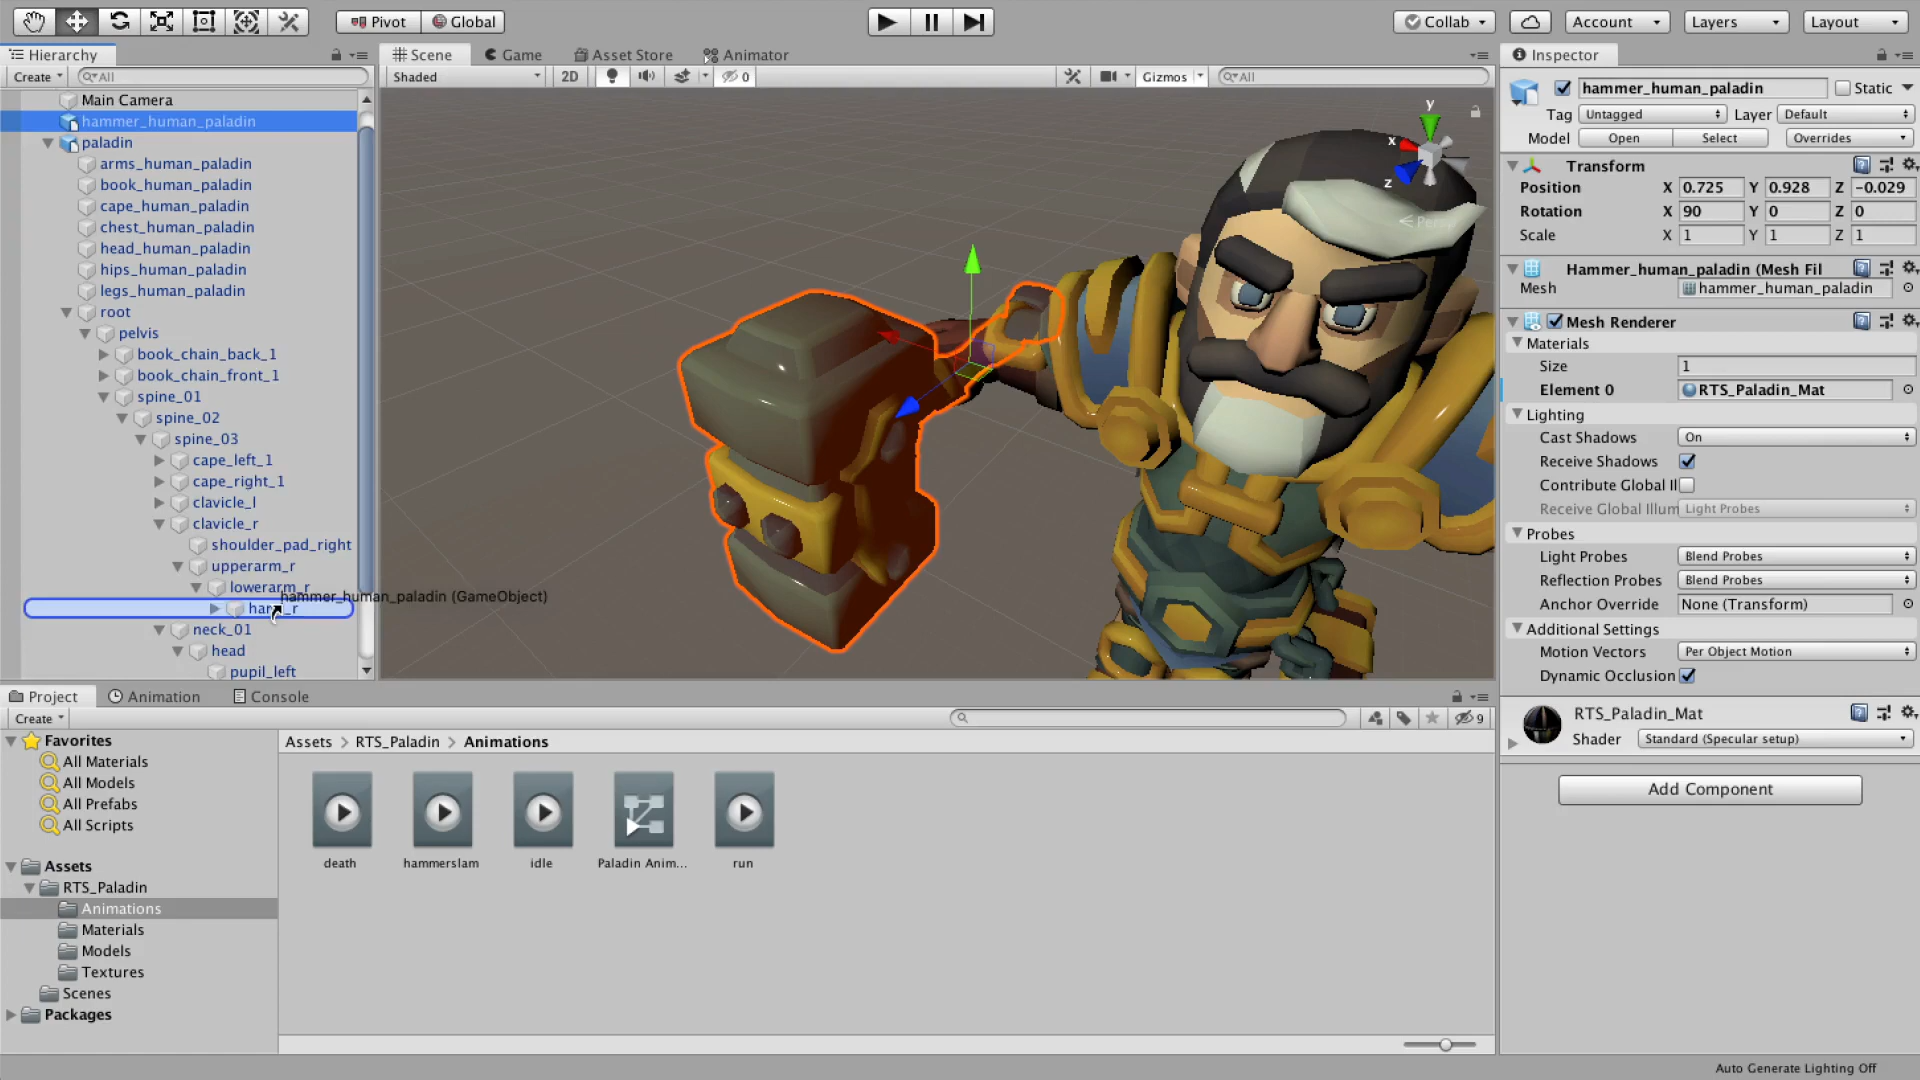 Pivot Global Collab Account Layers Layout
Hierarchy Scene Game Asset Store Animator Inspector
Create All Shaded 2D 0 Gizmos All
Main Camera
hammer_human_paladin
paladin
arms_human_paladin
book_human_paladin
cape_human_paladin
chest_human_paladin
head_human_paladin
hips_human_paladin
legs_human_paladin
root
pelvis
book_chain_back_1
book_chain_front_1
spine_01
spine_02
spine_03
cape_left_1
cape_right_1
clavicle_l
clavicle_r
shoulder_pad_right
upperarm_r
lowerarm_r
hammer_human_paladin (GameObject)
neck_01
head
pupil_left
y
x
z
< Persp
hammer_human_paladin Static
Tag Untagged Layer Default
Model Open Select Overrides
Transform
Position X 0.725 Y 0.928 Z -0.029
Rotation X 90 Y 0 Z 0
Scale X 1 Y 1 Z 1
Hammer_human_paladin (Mesh Fil
Mesh hammer_human_paladin
Mesh Renderer
Materials
Size 1
Element 0 RTS_Paladin_Mat
Lighting
Cast Shadows On
Receive Shadows
Contribute Global Il
Receive Global Illum Light Probes
Probes
Light Probes Blend Probes
Reflection Probes Blend Probes
Anchor Override None (Transform)
Additional Settings
Motion Vectors Per Object Motion
Dynamic Occlusion
RTS_Paladin_Mat
Shader Standard (Specular setup)
Add Component
Project Animation Console
Create 9
Favorites
All Materials
All Models
All Prefabs
All Scripts
Assets
RTS_Paladin
Animations
Materials
Models
Textures
Scenes
Packages
Assets > RTS_Paladin > Animations
death hammerslam idle Paladin Anim... run
Auto Generate Lighting Off